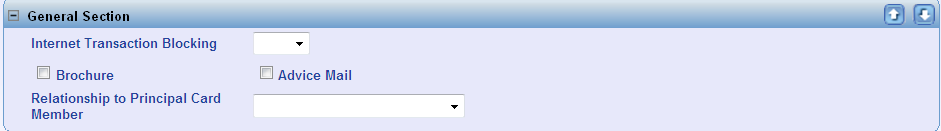 General Section
Internet Transaction Blocking
Brochure Advice Mail
Relationship to Principal Card
Member